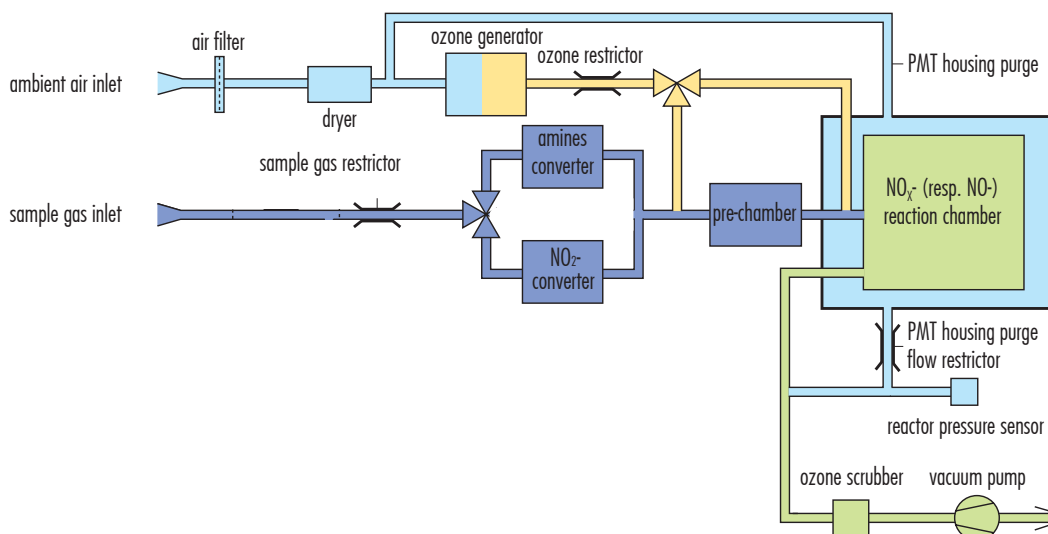 air filter
ozone generator
ozone restrictor
PMT housing purge
ambient air inlet
dryer
amines
converter
sample gas restrictor
NOX- (resp. NO-)
reaction chamber
sample gas inlet
pre-chamber
NO2-
converter
PMT housing purge
flow restrictor
reactor pressure sensor
ozone scrubber
vacuum pump